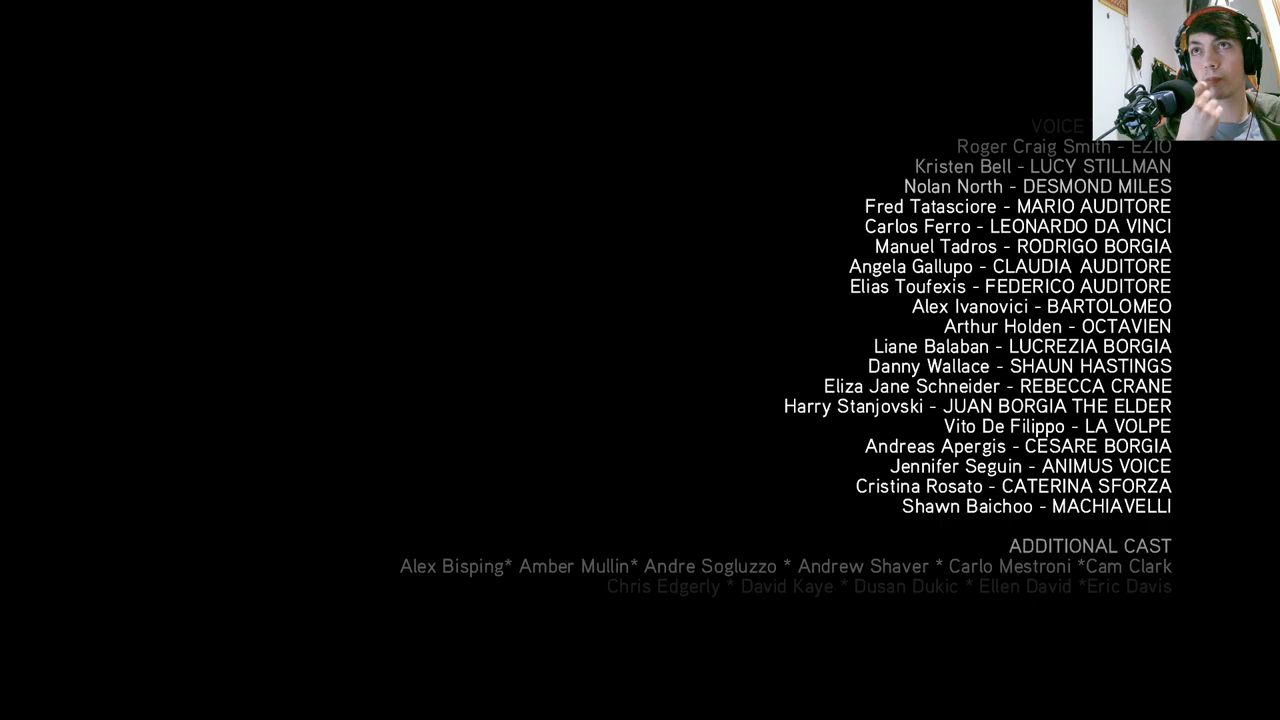 VOICE
Roger Craig Smith - EZIO
Kristen Bell - LUCY STILLMAN
Nolan North - DESMOND MILES
Fred Tatasciore - MARIO AUDITORE
Carlos Ferro - LEONARDO DA VINCI
Manuel Tadros - RODRIGO BORGIA
Angela Gallupo - CLAUDIA AUDITORE
Elias Toufexis - FEDERICO AUDITORE
Alex Ivanovici - BARTOLOMEO
Arthur Holden - OCTAVIEN
Liane Balaban - LUCREZIA BORGIA
Danny Wallace - SHAUN HASTINGS
Eliza Jane Schneider - REBECCA CRANE
Harry Stanjovski - JUAN BORGIA THE ELDER
Vito De Filippo - LA VOLPE
Andreas Apergis - CESARE BORGIA
Jennifer Seguin - ANIMUS VOICE
Cristina Rosato - CATERINA SFORZA
Shawn Baichoo - MACHIAVELLI
ADDITIONAL CAST
Alex Bisping* Amber Mullin* Andre Sogluzzo * Andrew Shaver * Carlo Mestroni *Cam Clark
Chris Edgerly * David Kaye * Dusan Dukic * Ellen David *Eric Davis